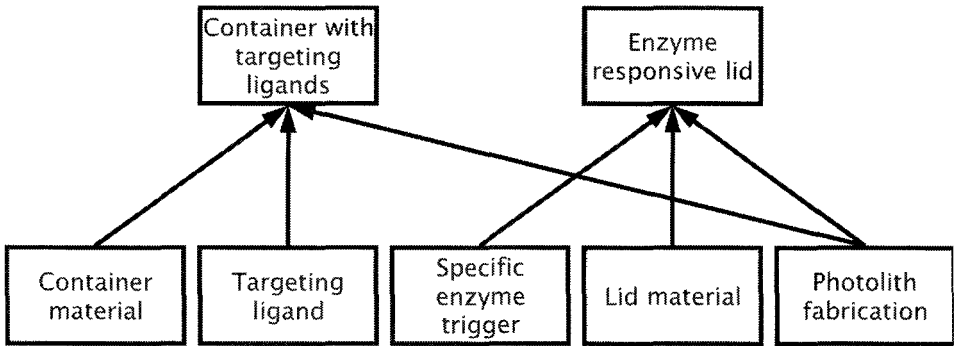 Container with
targeting
ligands
Enzyme
responsive lid
Container
material
Targeting
ligand
Specific
enzyme
trigger
Lid material
Photolith
fabrication